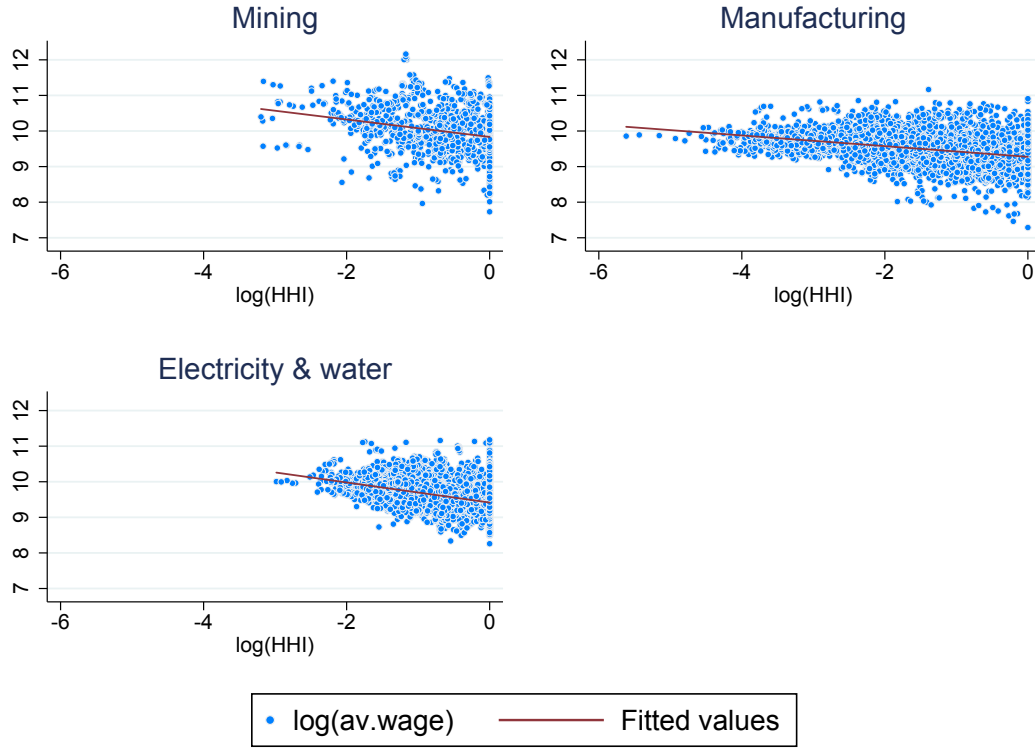 Mining
12
11
10
9
8
7
-6 -4 -2 0
log(HHI)
Manufacturing
12
11
10
9
8
7
-6 -4 -2 0
log(HHI)
Electricity & water
12
11
10
9
8
7
-6 -4 -2 0
log(HHI)
log(av.wage) Fitted values